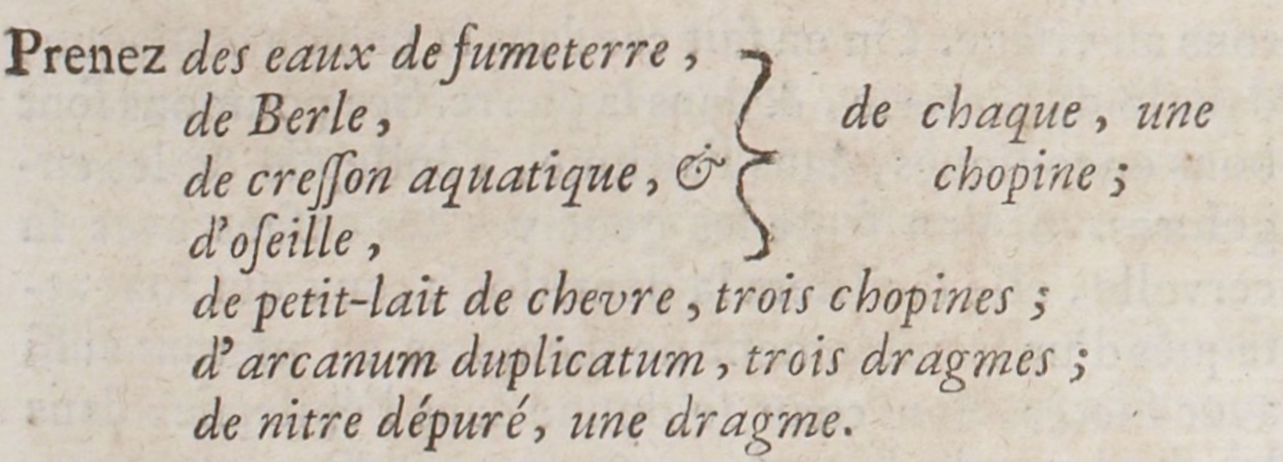 Prenez des eaux de fumeterre,
de Berle,
de creſſon aquatique, &
d'oſeille,
de chaque, une
chopine;
de petit-lait de chevre, trois chopines;
d'arcanum duplicatum, trois dragmes;
de nitre dépuré, une dragme.